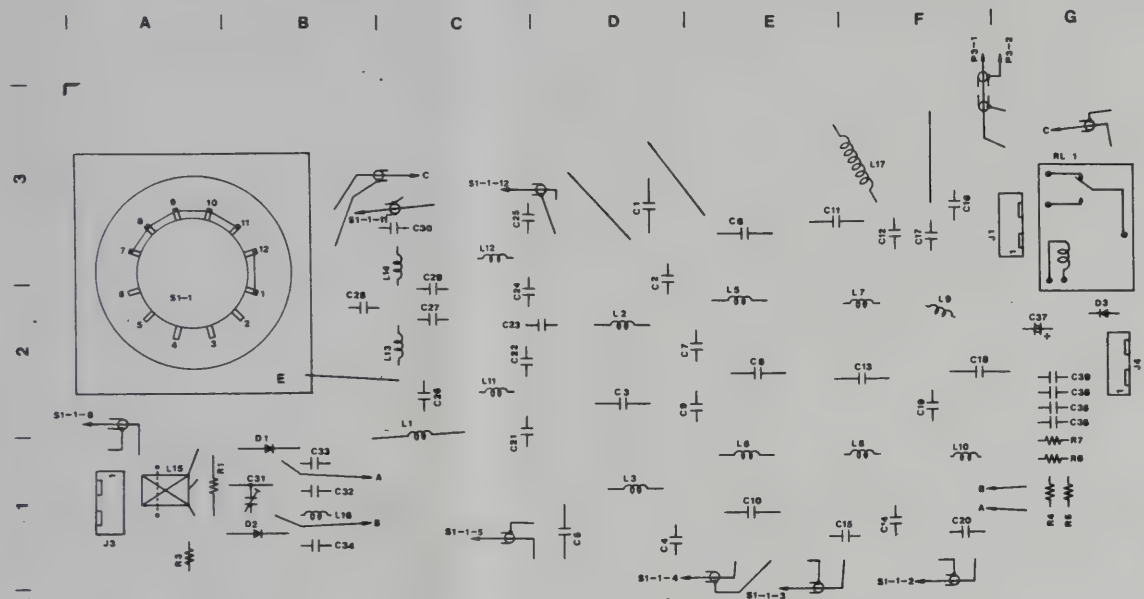 A B C D E F G
P3-1 P3-2
C
RL 1
3
L17
9 10
8 11
7 12
6 1
5 2
4 3
S1-1
C
S1-1-11
C30
S1-1-12
C25
C1
C6
C11
C12
C17
C16
J1
1
L14
L12
C29
C28
C27
C24
C2
L5
L7
L9
D3
C23
L2
C37
+
2
L13
C22
C7
C26
L11
C3
C9
C8
C13
C18
C19
J4
1
C39
C38
C35
C36
E
S1-1-6
L1
C21
D1
C33
A
L15
R1
C31
C32
L16
B
D2
C34
1
J3
1
R3
L3
L6
L8
L10
R7
R6
B
A
R4
R5
C10
C5
C4
C15
C14
C20
S1-1-5
S1-1-4
S1-1-3
S1-1-2